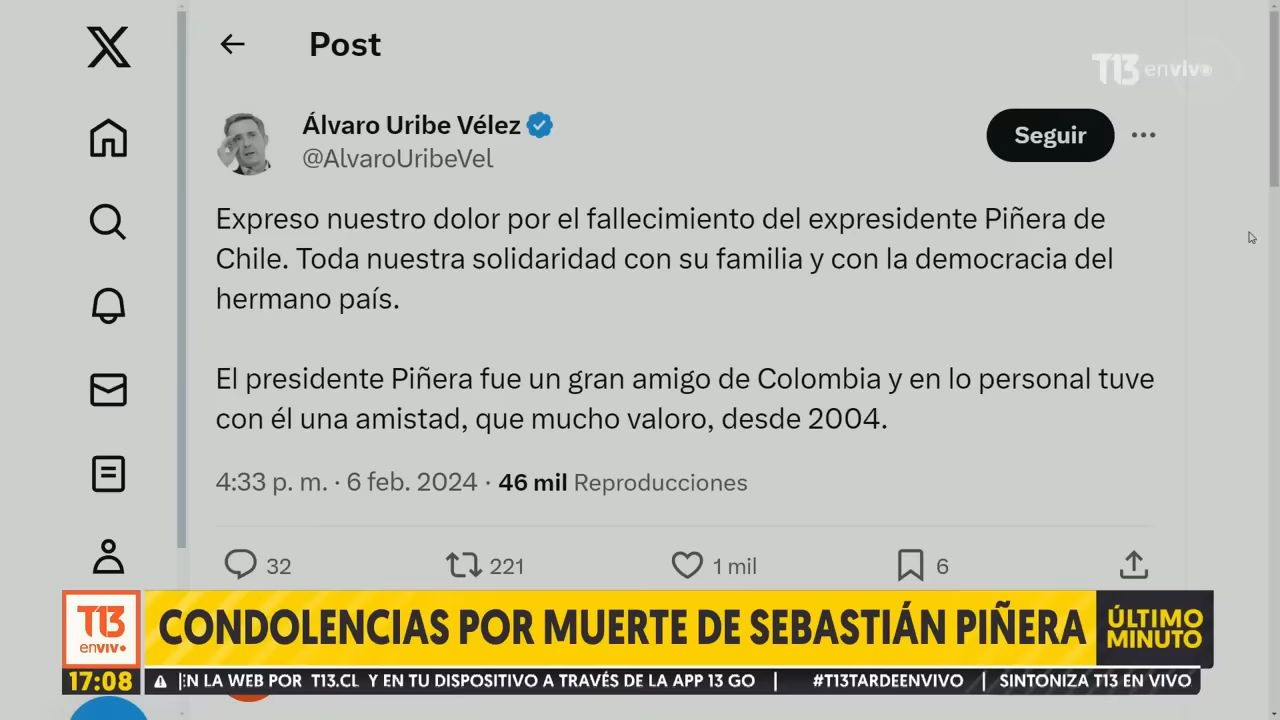 Post
T13 envivo
Álvaro Uribe Vélez
@AlvaroUribeVel
Seguir
Expreso nuestro dolor por el fallecimiento del expresidente Piñera de
Chile. Toda nuestra solidaridad con su familia y con la democracia del
hermano país.
El presidente Piñera fue un gran amigo de Colombia y en lo personal tuve
con él una amistad, que mucho valoro, desde 2004.
4:33 p. m. · 6 feb. 2024 · 46 mil Reproducciones
32 221 1 mil 6
T13
envivo
CONDOLENCIAS POR MUERTE DE SEBASTIÁN PIÑERA
ÚLTIMO
MINUTO
17:08
EN LA WEB POR T13.CL Y EN TU DISPOSITIVO A TRAVÉS DE LA APP 13 GO | #T13TARDEENVIVO | SINTONIZA T13 EN VIVO